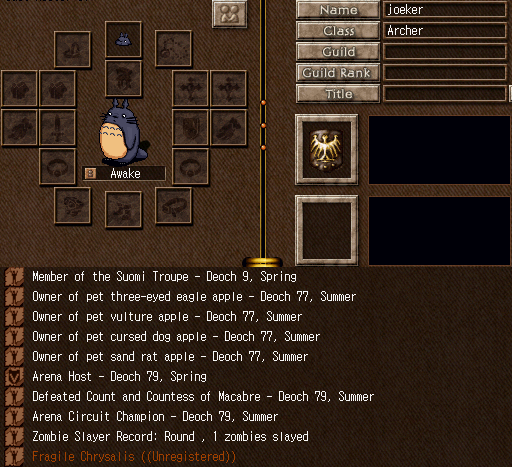 Name joeker
Class Archer
Guild
Guild Rank
Title
Awake
Member of the Suomi Troupe - Deoch 9, Spring
Owner of pet three-eyed eagle apple - Deoch 77, Summer
Owner of pet vulture apple - Deoch 77, Summer
Owner of pet cursed dog apple - Deoch 77, Summer
Owner of pet sand rat apple - Deoch 77, Summer
Arena Host - Deoch 79, Spring
Defeated Count and Countess of Macabre - Deoch 79, Summer
Arena Circuit Champion - Deoch 79, Summer
Zombie Slayer Record: Round , 1 zombies slayed
Fragile Chrysalis ((Unregistered))